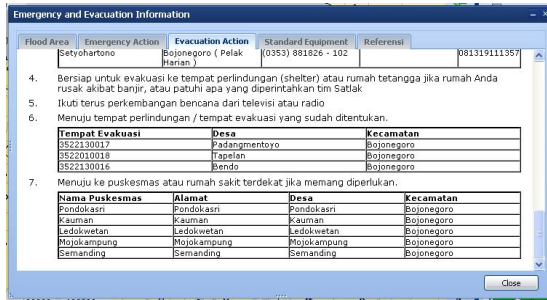 Emergency and Evacuation Information
Flood Area Emergency Action Evacuation Action Standard Equipment Referensi
Setyohartono Bojonegoro ( Pelak Harian ) (0353) 881826 - 102 081319111357
4. Bersiap untuk evakuasi ke tempat perlindungan (shelter) atau rumah tetangga jika rumah Anda
rusak akibat banjir, atau patuhi apa yang diperintahkan tim Satlak
5. Ikuti terus perkembangan bencana dari televisi atau radio
6. Menuju tempat perlindungan / tempat evakuasi yang sudah ditentukan.
Tempat Evakuasi Desa Kecamatan
3522130017 Padangmentoyo Bojonegoro
3522010018 Tapelan Bojonegoro
3522130016 Bendo Bojonegoro
7. Menuju ke puskesmas atau rumah sakit terdekat jika memang diperlukan.
Nama Puskesmas Alamat Desa Kecamatan
Pondokasri Pondokasri Pondokasri Bojonegoro
Kauman Kauman Kauman Bojonegoro
Ledokwetan Ledokwetan Ledokwetan Bojonegoro
Mojokampung Mojokampung Mojokampung Bojonegoro
Semanding Semanding Semanding Bojonegoro
Close